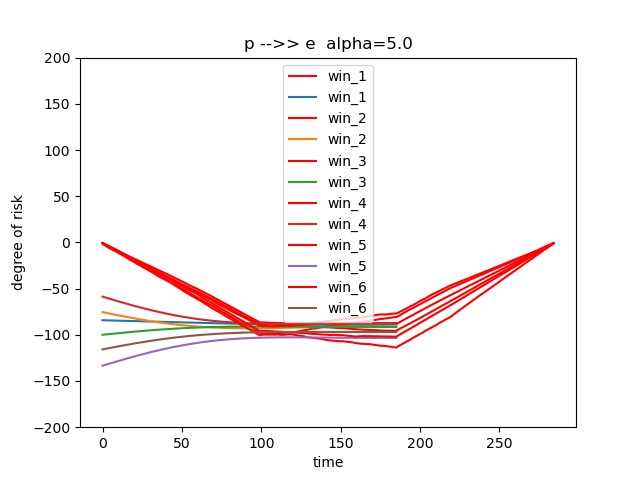 p -->> e  alpha=5.0
200
150
100
50
0
−50
−100
−150
−200
degree of risk
win_1
win_1
win_2
win_2
win_3
win_3
win_4
win_4
win_5
win_5
win_6
win_6
0 50 100 150 200 250
time